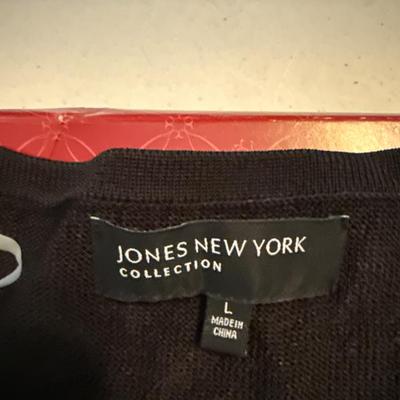 JONES NEW YORK
COLLECTION
L
MADE IN
CHINA